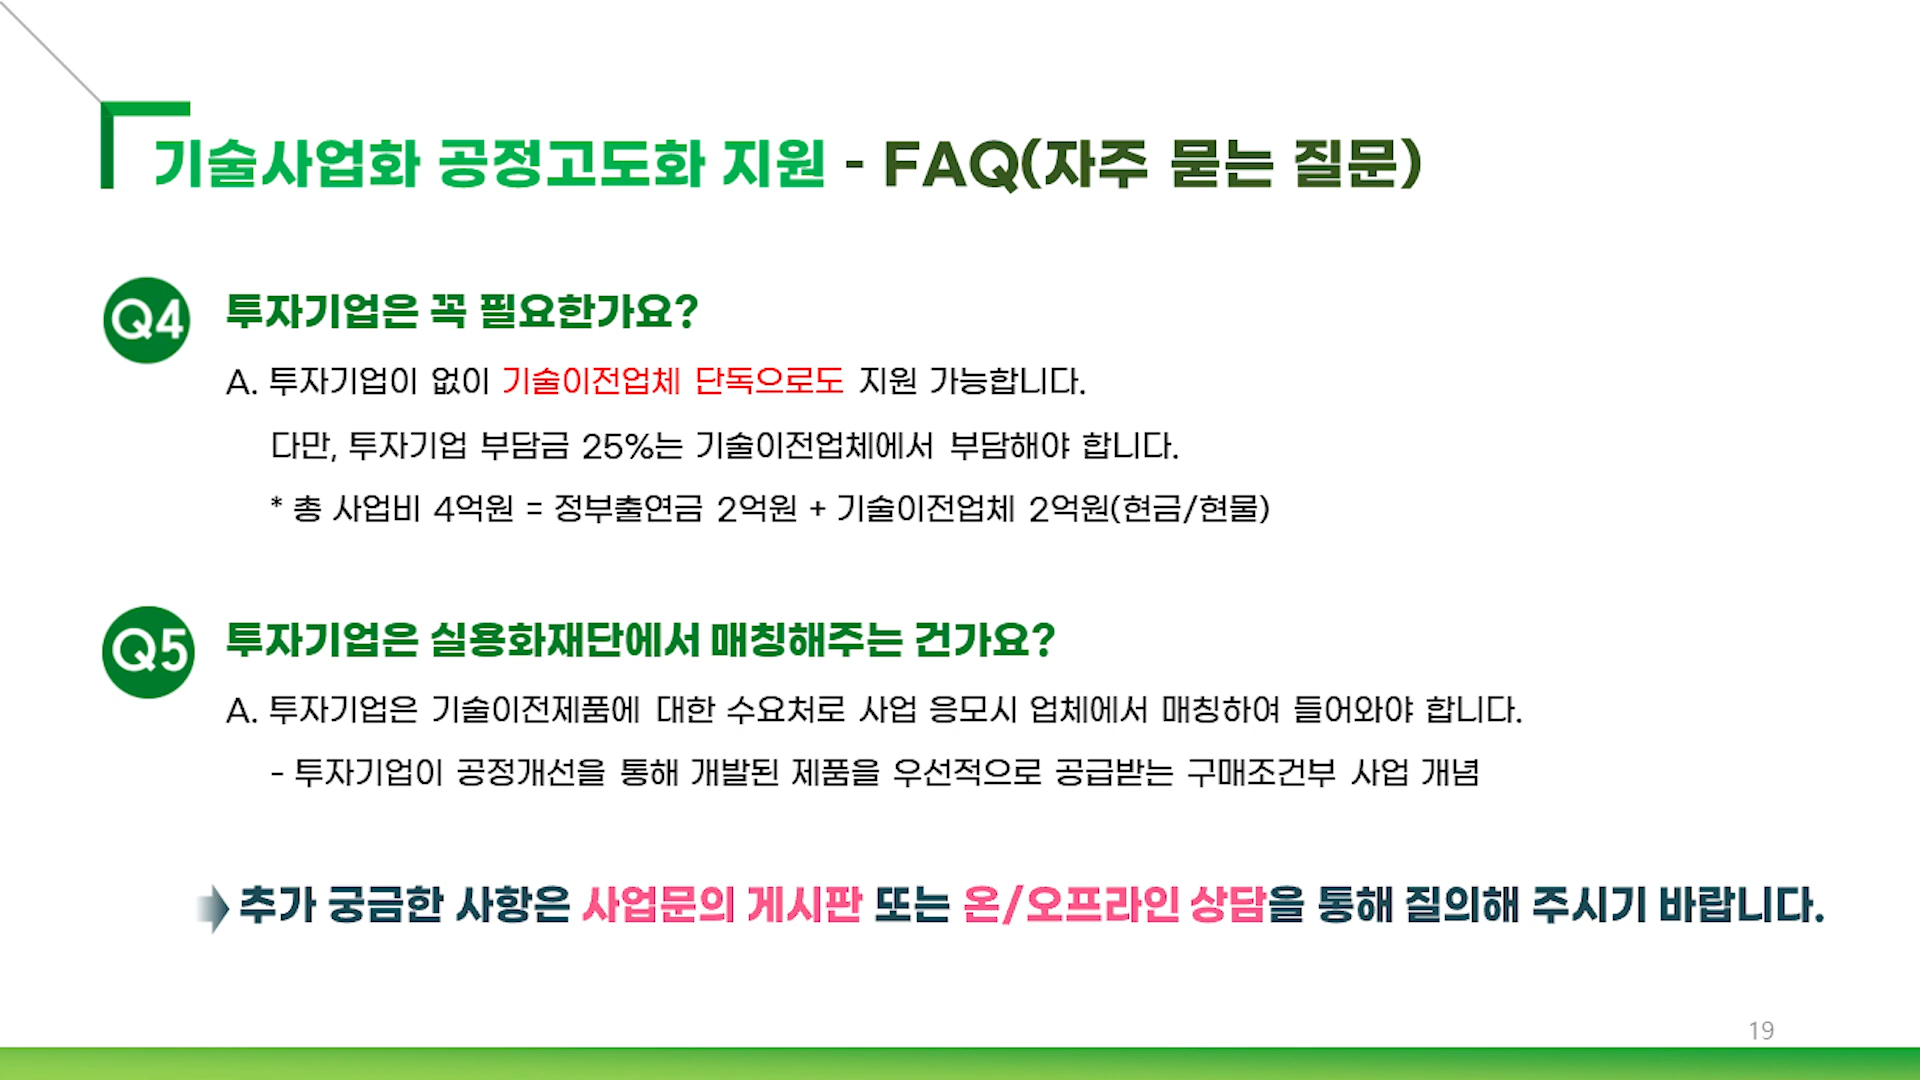 기술사업화 공정고도화 지원 - FAQ(자주 묻는 질문)
Q4 투자기업은 꼭 필요한가요?
A. 투자기업이 없이 기술이전업체 단독으로도 지원 가능합니다.
다만, 투자기업 부담금 25%는 기술이전업체에서 부담해야 합니다.
* 총 사업비 4억원 = 정부출연금 2억원 + 기술이전업체 2억원(현금/현물)
Q5 투자기업은 실용화재단에서 매칭해주는 건가요?
A. 투자기업은 기술이전제품에 대한 수요처로 사업 응모시 업체에서 매칭하여 들어와야 합니다.
- 투자기업이 공정개선을 통해 개발된 제품을 우선적으로 공급받는 구매조건부 사업 개념
추가 궁금한 사항은 사업문의 게시판 또는 온/오프라인 상담을 통해 질의해 주시기 바랍니다.
19